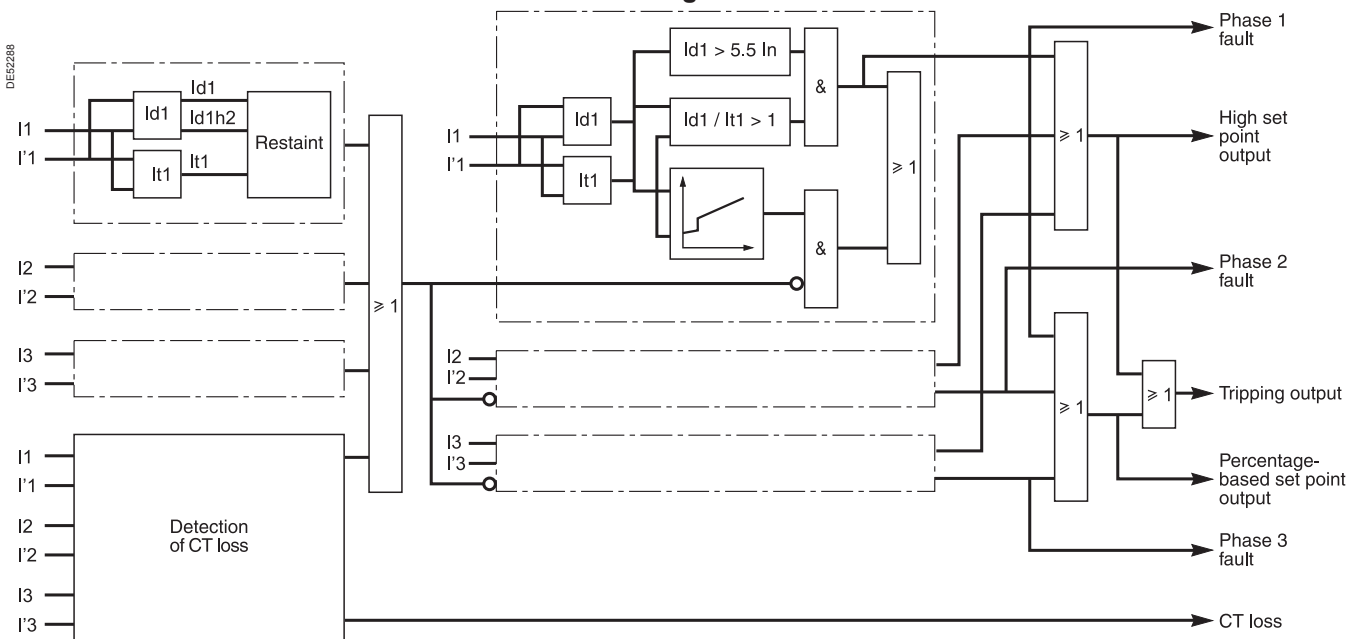 DE52288
I1
I'1
Id1
It1
Id1
Id1h2
It1
Restaint
I2
I'2
I3
I'3
I1
I'1
I2
I'2
I3
I'3
Detection
of CT loss
≥ 1
I1
I'1
Id1
It1
Id1 > 5.5 In
Id1 / It1 > 1
&
&
≥ 1
I2
I'2
I3
I'3
≥ 1
≥ 1
≥ 1
Phase 1
fault
High set
point
output
Phase 2
fault
Tripping output
Percentage-
based set point
output
Phase 3
fault
CT loss